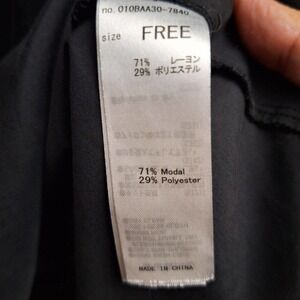 no. 010BAA30-7840
size FREE
71% レーヨン
29% ポリエステル
71% Modal
29% Polyester
MADE IN CHINA